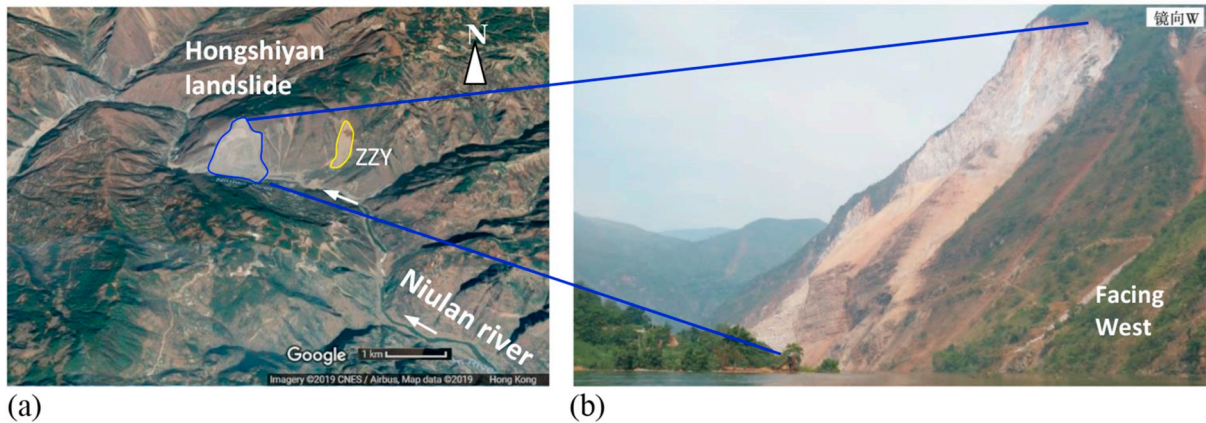 Hongshiyan
landslide
N
ZZY
Niulan river
Google
1 km
Imagery ©2019 CNES / Airbus, Map data ©2019 Hong Kong
(a)
镜向W
Facing
West
(b)